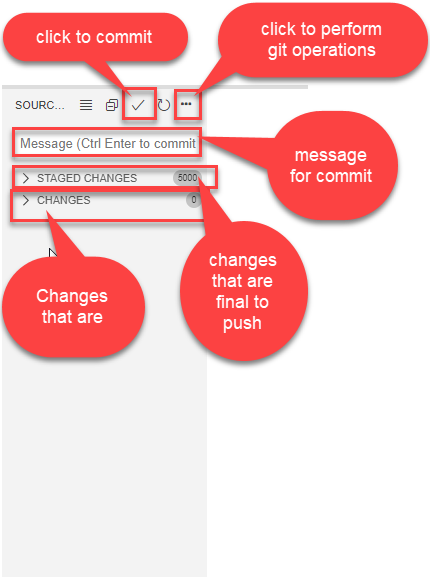 click to commit
click to perform
git operations
SOURC...
Message (Ctrl Enter to commit
message
for commit
STAGED CHANGES 5000
CHANGES 0
changes
that are
final to
push
Changes
that are